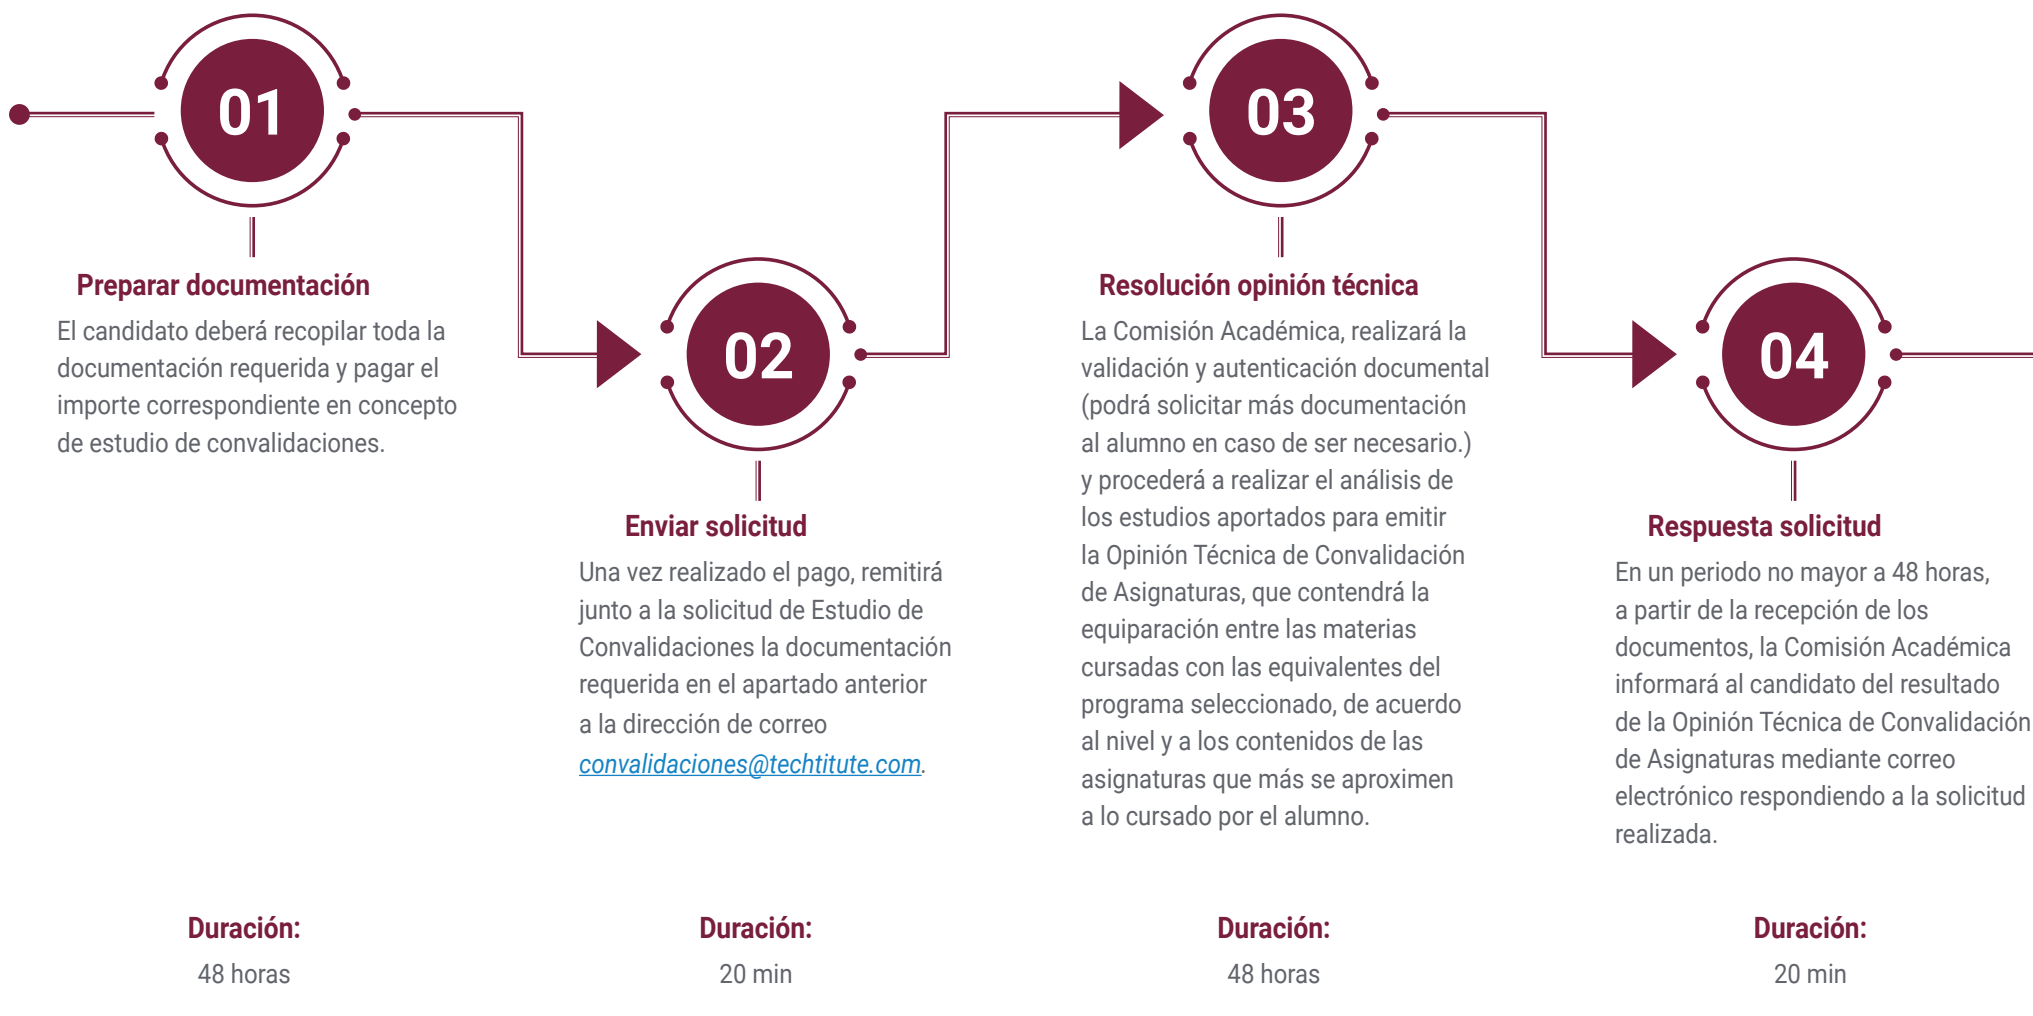 01
Preparar documentación
El candidato deberá recopilar toda la
documentación requerida y pagar el
importe correspondiente en concepto
de estudio de convalidaciones.
Duración:
48 horas
02
Enviar solicitud
Una vez realizado el pago, remitirá
junto a la solicitud de Estudio de
Convalidaciones la documentación
requerida en el apartado anterior
a la dirección de correo
convalidaciones@techtitute.com.
Duración:
20 min
03
Resolución opinión técnica
La Comisión Académica, realizará la
validación y autenticación documental
(podrá solicitar más documentación
al alumno en caso de ser necesario.)
y procederá a realizar el análisis de
los estudios aportados para emitir
la Opinión Técnica de Convalidación
de Asignaturas, que contendrá la
equiparación entre las materias
cursadas con las equivalentes del
programa seleccionado, de acuerdo
al nivel y a los contenidos de las
asignaturas que más se aproximen
a lo cursado por el alumno.
Duración:
48 horas
04
Respuesta solicitud
En un periodo no mayor a 48 horas,
a partir de la recepción de los
documentos, la Comisión Académica
informará al candidato del resultado
de la Opinión Técnica de Convalidación
de Asignaturas mediante correo
electrónico respondiendo a la solicitud
realizada.
Duración:
20 min